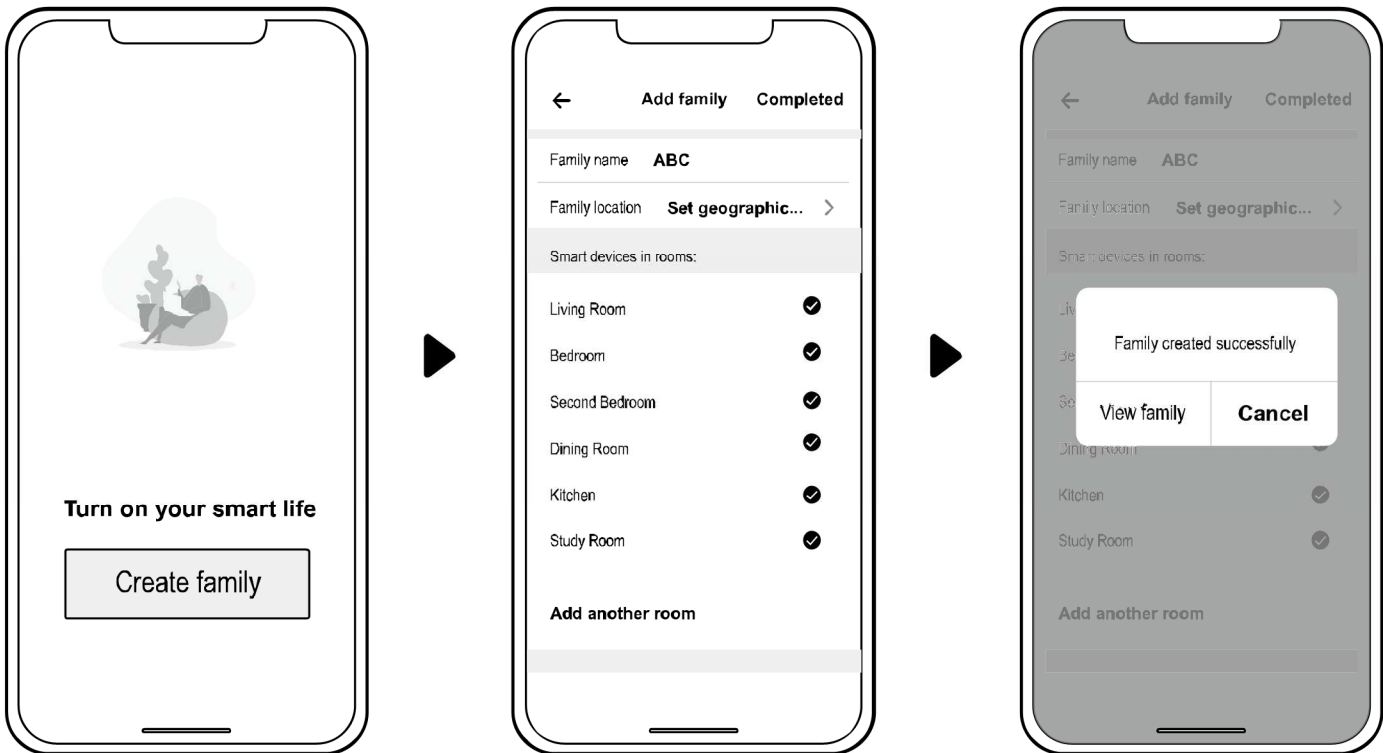 Turn on your smart life
Create family
Add family Completed
Family name ABC
Family location Set geographic...
Smart devices in rooms:
Living Room
Bedroom
Second Bedroom
Dining Room
Kitchen
Study Room
Add another room
Add family Completed
Family name ABC
Family location Set geographic...
Smart devices in rooms:
Family created successfully
View family Cancel
Dining Room
Kitchen
Study Room
Add another room